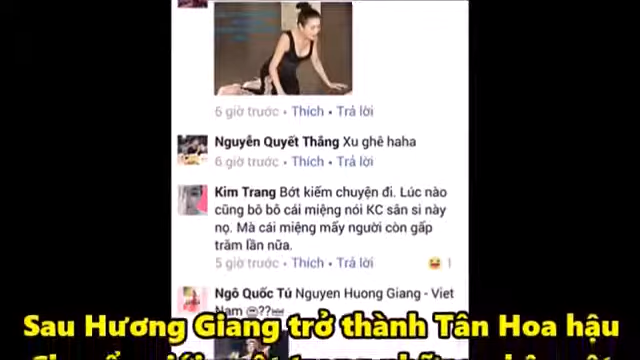 6 giờ trước • Thích • Trả lời
Nguyễn Quyết Thắng Xu ghê haha
6 giờ trước • Thích • Trả lời
Kim Trang Bớt kiếm chuyện đi. Lúc nào
cũng bô bô cái miệng nói KC sân si này
nọ. Mà cái miệng mấy người còn gấp
trăm lần nữa.
5 giờ trước • Thích • Trả lời 1
Ngô Quốc Tú Nguyen Huong Giang - Viet
Nam ??
Sau Hương Giang trở thành Tân Hoa hậu